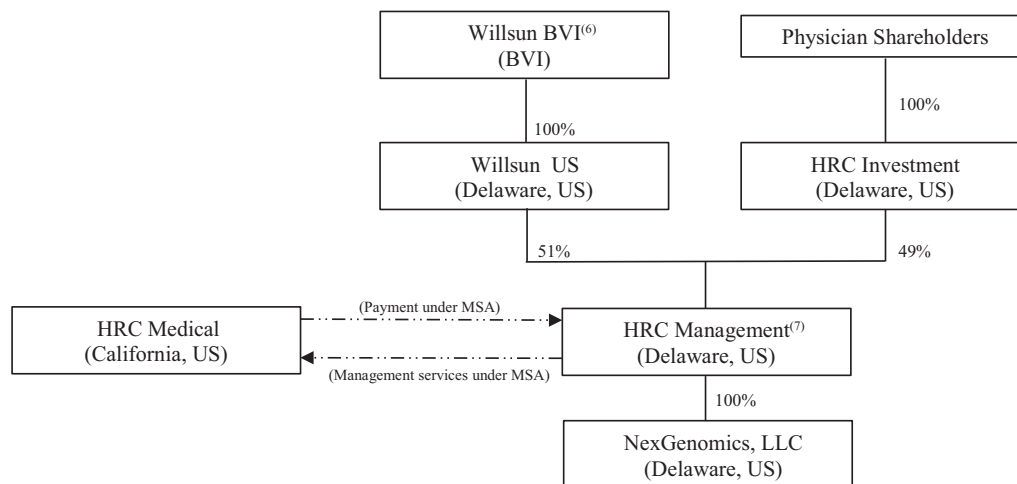 Willsun BVI(6)
(BVI)
Physician Shareholders
100%
100%
Willsun US
(Delaware, US)
HRC Investment
(Delaware, US)
51%
49%
HRC Medical
(California, US)
(Payment under MSA)
(Management services under MSA)
HRC Management(7)
(Delaware, US)
100%
NexGenomics, LLC
(Delaware, US)